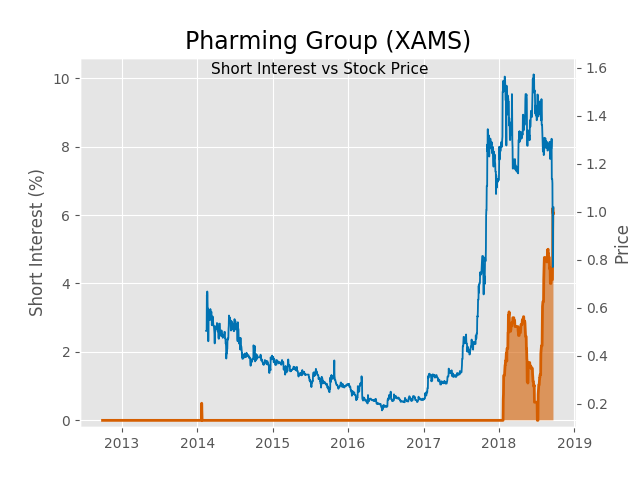 Pharming Group (XAMS)
Short Interest vs Stock Price
Short Interest (%)
10
8
6
4
2
0
1.6
1.4
1.2
1.0
0.8
0.6
0.4
0.2
Price
2013 2014 2015 2016 2017 2018 2019